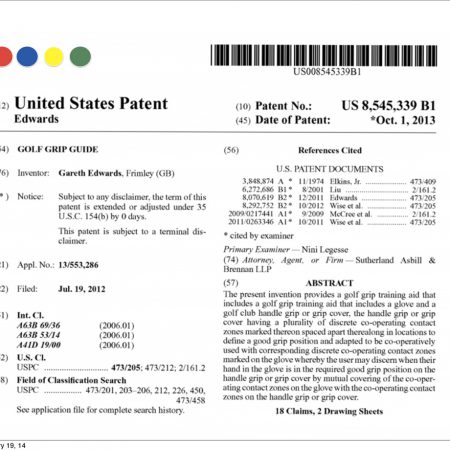 US008545339B1
United States Patent
Edwards
(10) Patent No.: US 8,545,339 B1
(45) Date of Patent: *Oct. 1, 2013
GOLF GRIP GUIDE
Inventor: Gareth Edwards, Frimley (GB)
Notice: Subject to any disclaimer, the term of this
patent is extended or adjusted under 35
U.S.C. 154(b) by 0 days.
This patent is subject to a terminal dis-
claimer.
Appl. No.: 13/553,286
Filed: Jul. 19, 2012
Int. Cl.
A63B 69/36 (2006.01)
A63B 53/14 (2006.01)
A41D 19/00 (2006.01)
U.S. Cl.
USPC 473/205; 473/212; 2/161.2
Field of Classification Search
USPC 473/201, 203–206, 212, 226, 450,
473/458
See application file for complete search history.
(56) References Cited
U.S. PATENT DOCUMENTS
3,848,874 A * 11/1974 Elkins, Jr. 473/409
6,272,686 B1 * 8/2001 Liu 2/161.2
8,070,619 B2 * 12/2011 Edwards 473/205
8,292,752 B1 * 10/2012 Wise et al. 473/205
2009/0217441 A1 * 9/2009 McCree et al. 2/161.2
2011/0263346 A1 * 10/2011 Wise et al. 473/205
* cited by examiner
Primary Examiner — Nini Legesse
(74) Attorney, Agent, or Firm — Sutherland Asbill &
Brennan LLP
(57) ABSTRACT
The present invention provides a golf grip training aid that
includes a golf grip training aid that includes a glove and a
golf club handle grip or grip cover, the handle grip or grip
cover having a plurality of discrete co-operating contact
zones marked thereon spaced apart therealong in locations to
define a good grip position and adapted to be co-operatively
used with corresponding discrete co-operating contact zones
marked on the glove whereby the user may discern when their
hand in the glove is in the required good grip position on the
handle grip or grip cover by mutual covering of the co-oper-
ating contact zones on the glove with the co-operating contact
zones on the handle grip or grip cover.
18 Claims, 2 Drawing Sheets
19, 14